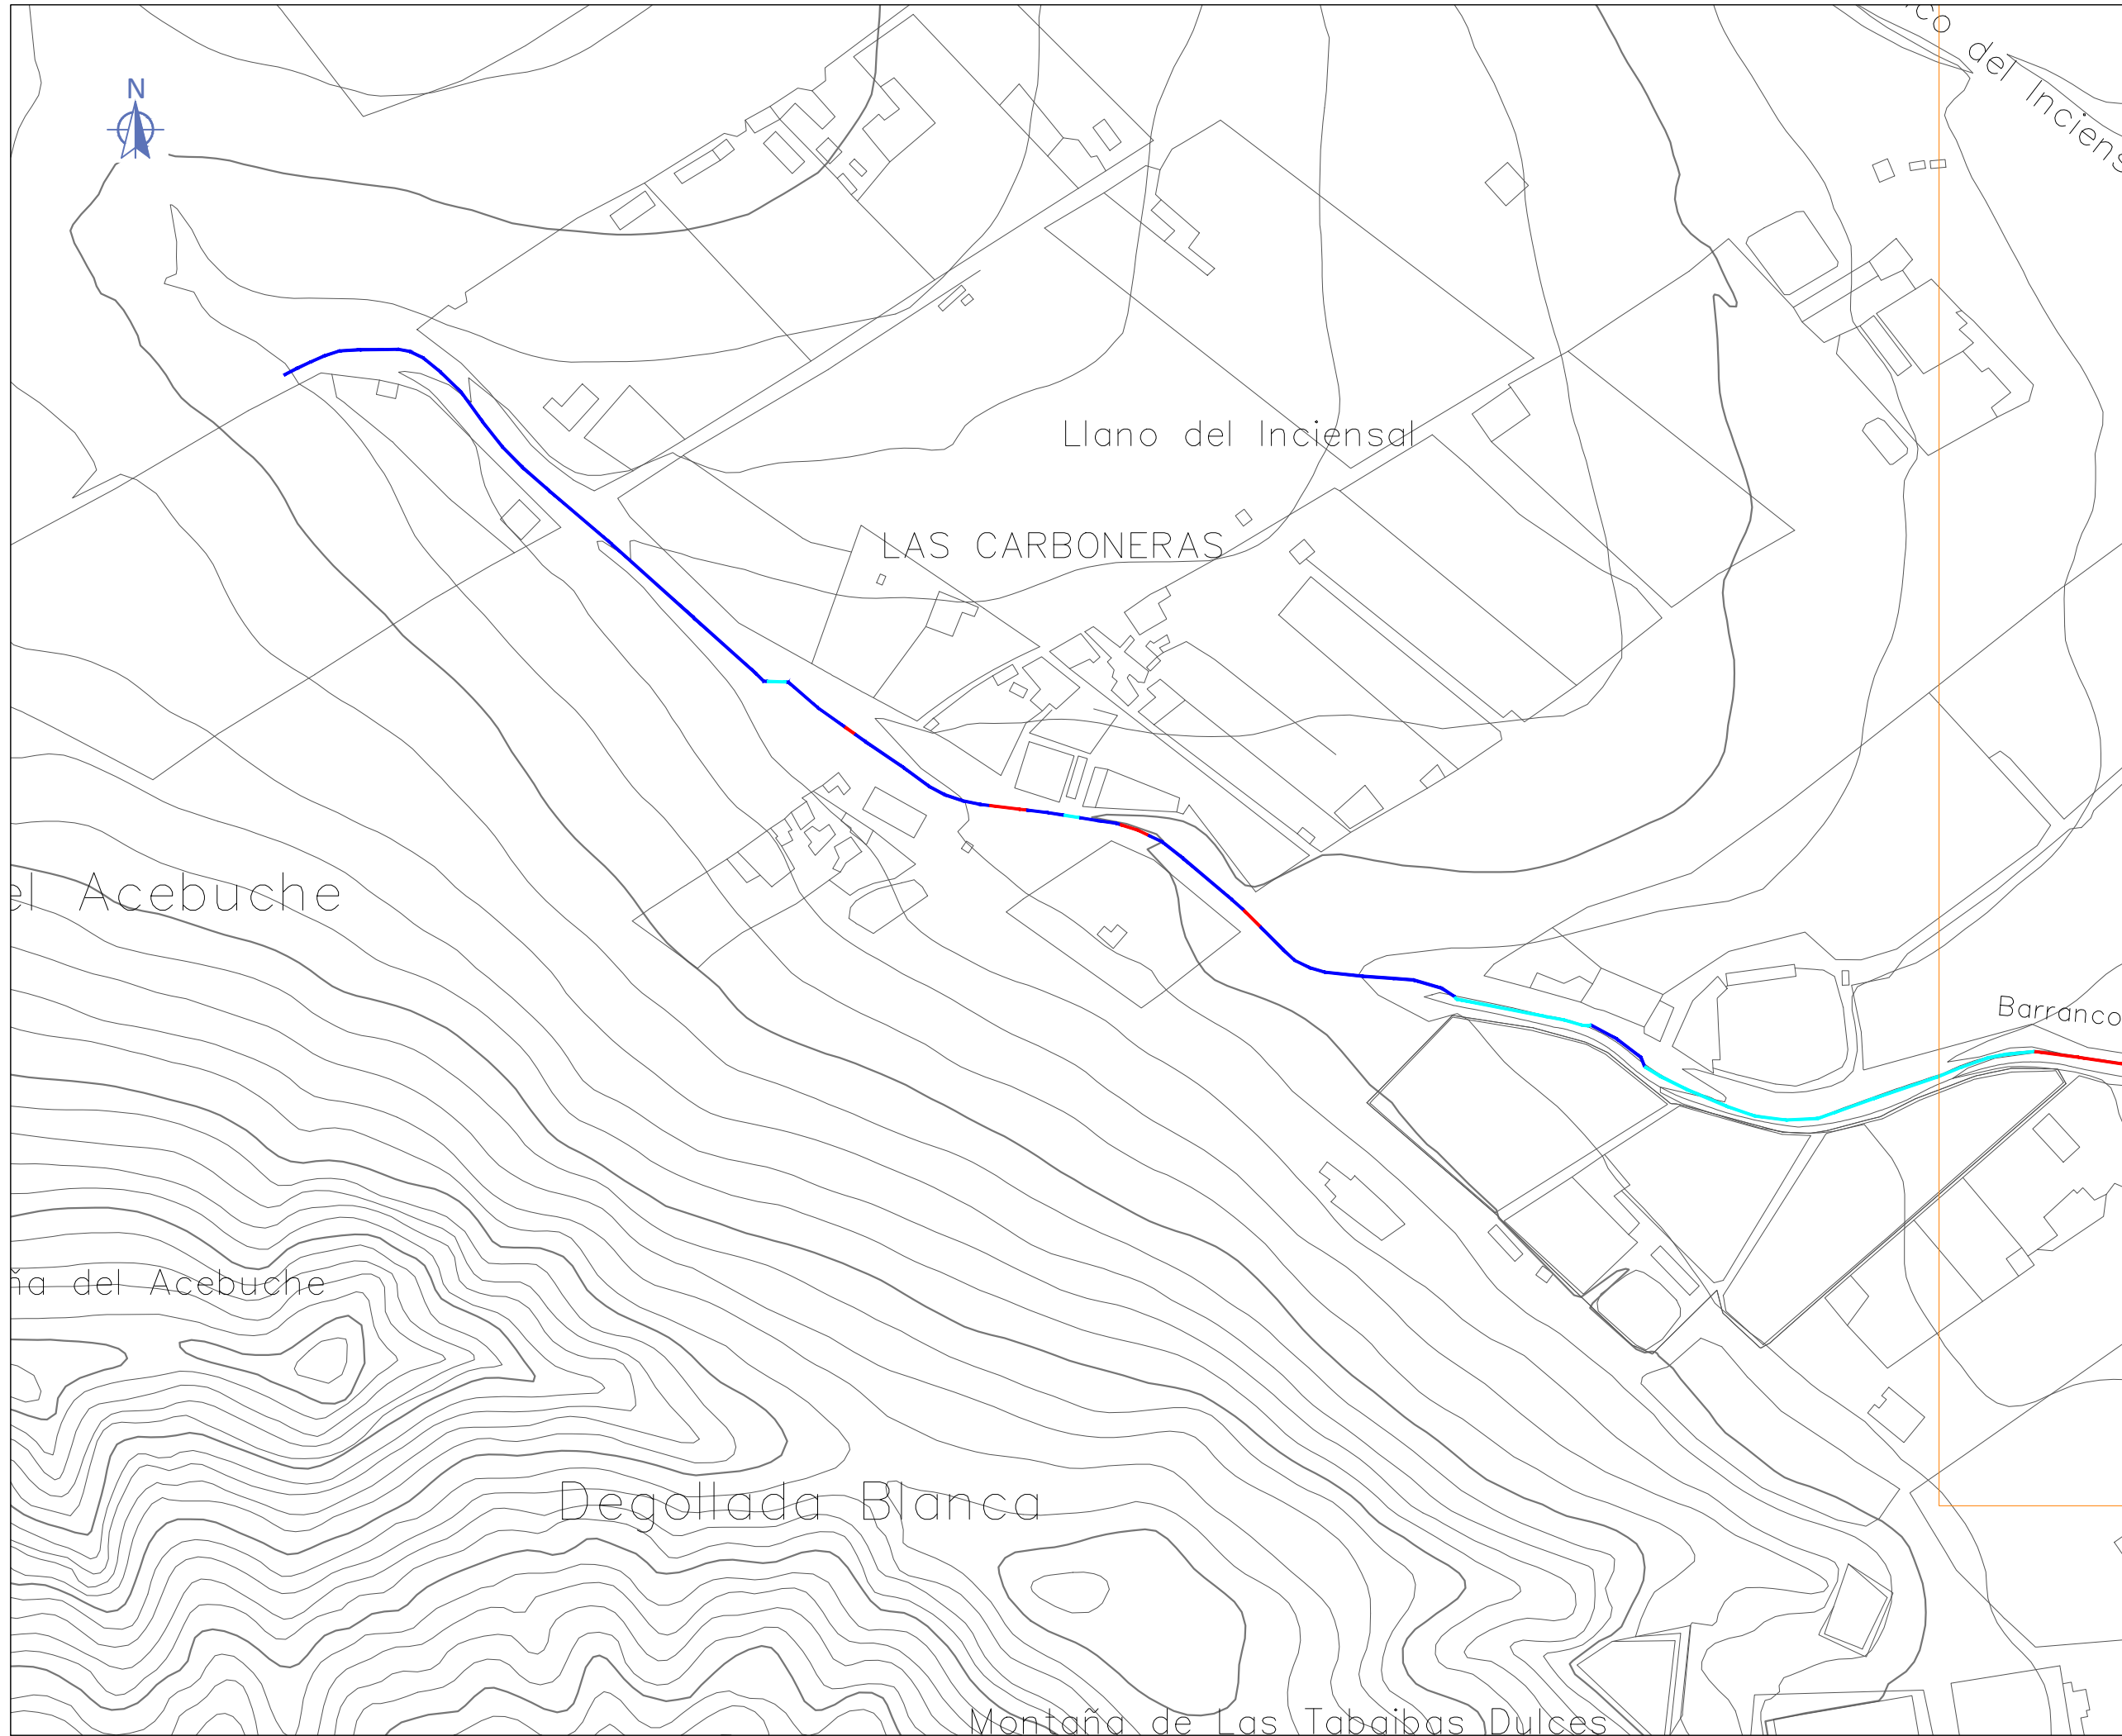 co del Inciens
N
Llano del Inciensal
LAS CARBONERAS
el Acebuche
Barranco
ña del Acebuche
Degollada Blanca
Montaña de Las Tabaibas Dulces